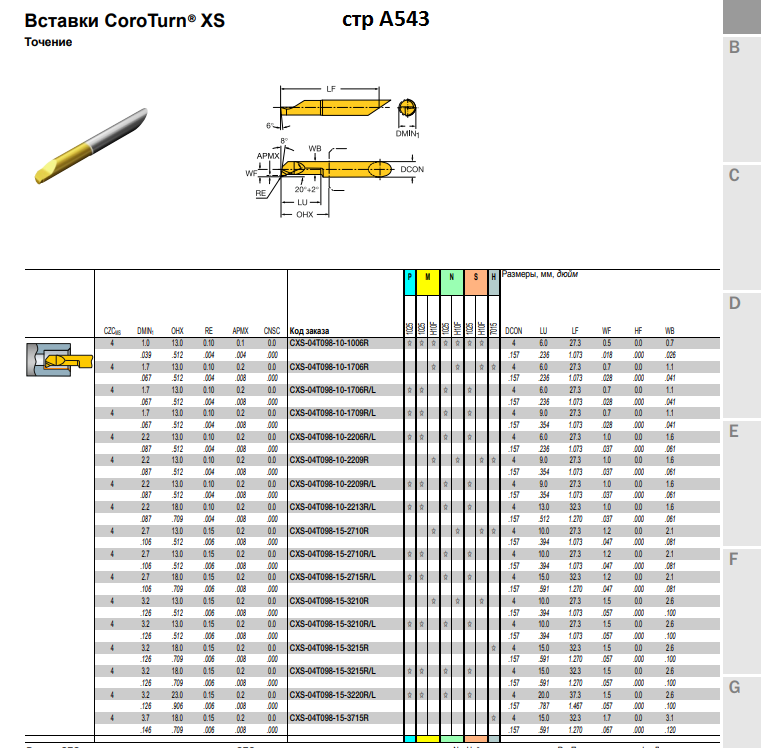 Вставки CoroTurn® XS
стр А543
Точение
B
C
D
E
F
G
LF
6°
DMIN1
8°
APMX
WB
WF
DCON
RE
20°+2°
LU
OHX
P M N S H Размеры, мм, дюйм
CZCMS DMIN1 OHX RE APMX CNSC Код заказа 1025 1025 H10F 1025 H10F 1025 H10F 7015 DCON LU LF WF HF WB
4 1.0 13.0 0.10 0.1 0.0 CXS-04T098-10-1006R ☆ ☆ ☆ ☆ ☆ ☆ ☆ 4 6.0 27.3 0.5 0.0 0.7
.039 .512 .004 .004 .000 .157 .236 1.073 .018 .000 .026
4 1.7 13.0 0.10 0.2 0.0 CXS-04T098-10-1706R ☆ ☆ ☆ ☆ 4 6.0 27.3 0.7 0.0 1.1
.067 .512 .004 .008 .000 .157 .236 1.073 .028 .000 .041
4 1.7 13.0 0.10 0.2 0.0 CXS-04T098-10-1706R/L ☆ ☆ ☆ ☆ 4 6.0 27.3 0.7 0.0 1.1
.067 .512 .004 .008 .000 .157 .236 1.073 .028 .000 .041
4 1.7 13.0 0.10 0.2 0.0 CXS-04T098-10-1709R/L ☆ ☆ ☆ ☆ 4 9.0 27.3 0.7 0.0 1.1
.067 .512 .004 .008 .000 .157 .354 1.073 .028 .000 .041
4 2.2 13.0 0.10 0.2 0.0 CXS-04T098-10-2206R/L ☆ ☆ ☆ ☆ 4 6.0 27.3 1.0 0.0 1.6
.087 .512 .004 .008 .000 .157 .236 1.073 .037 .000 .061
4 2.2 13.0 0.10 0.2 0.0 CXS-04T098-10-2209R ☆ ☆ ☆ ☆ 4 9.0 27.3 1.0 0.0 1.6
.087 .512 .004 .008 .000 .157 .354 1.073 .037 .000 .061
4 2.2 13.0 0.10 0.2 0.0 CXS-04T098-10-2209R/L ☆ ☆ ☆ ☆ 4 9.0 27.3 1.0 0.0 1.6
.087 .512 .004 .008 .000 .157 .354 1.073 .037 .000 .061
4 2.2 18.0 0.10 0.2 0.0 CXS-04T098-10-2213R/L ☆ ☆ ☆ ☆ 4 13.0 32.3 1.0 0.0 1.6
.087 .709 .004 .008 .000 .157 .512 1.270 .037 .000 .061
4 2.7 13.0 0.15 0.2 0.0 CXS-04T098-15-2710R ☆ ☆ ☆ ☆ 4 10.0 27.3 1.2 0.0 2.1
.106 .512 .006 .008 .000 .157 .394 1.073 .047 .000 .081
4 2.7 13.0 0.15 0.2 0.0 CXS-04T098-15-2710R/L ☆ ☆ ☆ ☆ 4 10.0 27.3 1.2 0.0 2.1
.106 .512 .006 .008 .000 .157 .394 1.073 .047 .000 .081
4 2.7 18.0 0.15 0.2 0.0 CXS-04T098-15-2715R/L ☆ ☆ ☆ ☆ 4 15.0 32.3 1.2 0.0 2.1
.106 .709 .006 .008 .000 .157 .591 1.270 .047 .000 .081
4 3.2 13.0 0.15 0.2 0.0 CXS-04T098-15-3210R ☆ ☆ ☆ 4 10.0 27.3 1.5 0.0 2.6
.126 .512 .006 .008 .000 .157 .394 1.073 .057 .000 .100
4 3.2 13.0 0.15 0.2 0.0 CXS-04T098-15-3210R/L ☆ ☆ ☆ ☆ 4 10.0 27.3 1.5 0.0 2.6
.126 .512 .006 .008 .000 .157 .394 1.073 .057 .000 .100
4 3.2 18.0 0.15 0.2 0.0 CXS-04T098-15-3215R ☆ 4 15.0 32.3 1.5 0.0 2.6
.126 .709 .006 .008 .000 .157 .591 1.270 .057 .000 .100
4 3.2 18.0 0.15 0.2 0.0 CXS-04T098-15-3215R/L ☆ ☆ ☆ ☆ 4 15.0 32.3 1.5 0.0 2.6
.126 .709 .006 .008 .000 .157 .591 1.270 .057 .000 .100
4 3.2 23.0 0.15 0.2 0.0 CXS-04T098-15-3220R/L ☆ ☆ ☆ ☆ 4 20.0 37.3 1.5 0.0 2.6
.126 .906 .006 .008 .000 .157 .787 1.467 .057 .000 .100
4 3.7 18.0 0.15 0.2 0.0 CXS-04T098-15-3715R ☆ 4 15.0 32.3 1.7 0.0 3.1
.146 .709 .006 .008 .000 .157 .591 1.270 .067 .000 .120